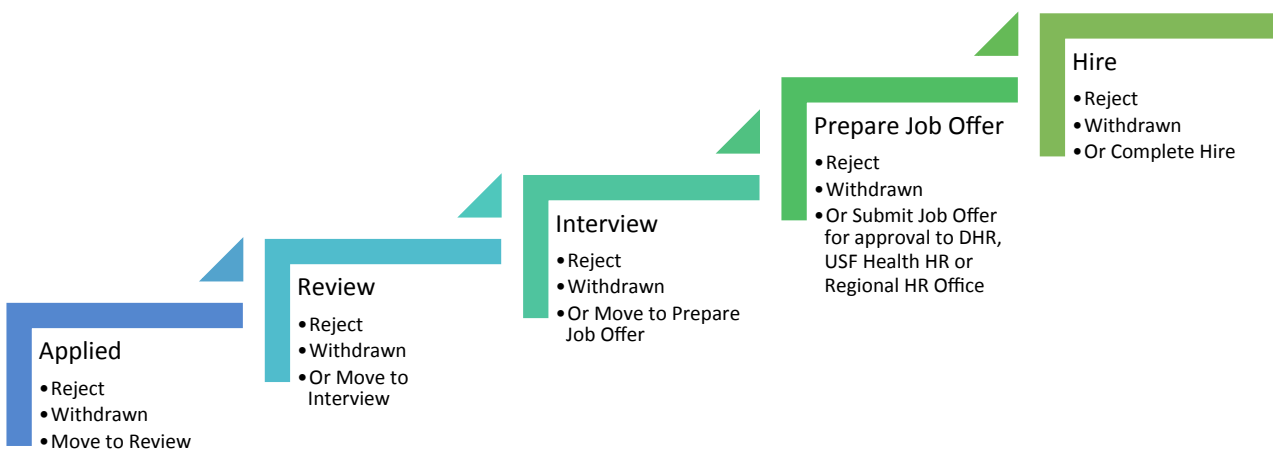 Applied
•Reject
•Withdrawn
•Move to Review
Review
•Reject
•Withdrawn
•Or Move to
Interview
Interview
•Reject
•Withdrawn
•Or Move to Prepare
Job Offer
Prepare Job Offer
•Reject
•Withdrawn
•Or Submit Job Offer
for approval to DHR,
USF Health HR or
Regional HR Office
Hire
•Reject
•Withdrawn
•Or Complete Hire